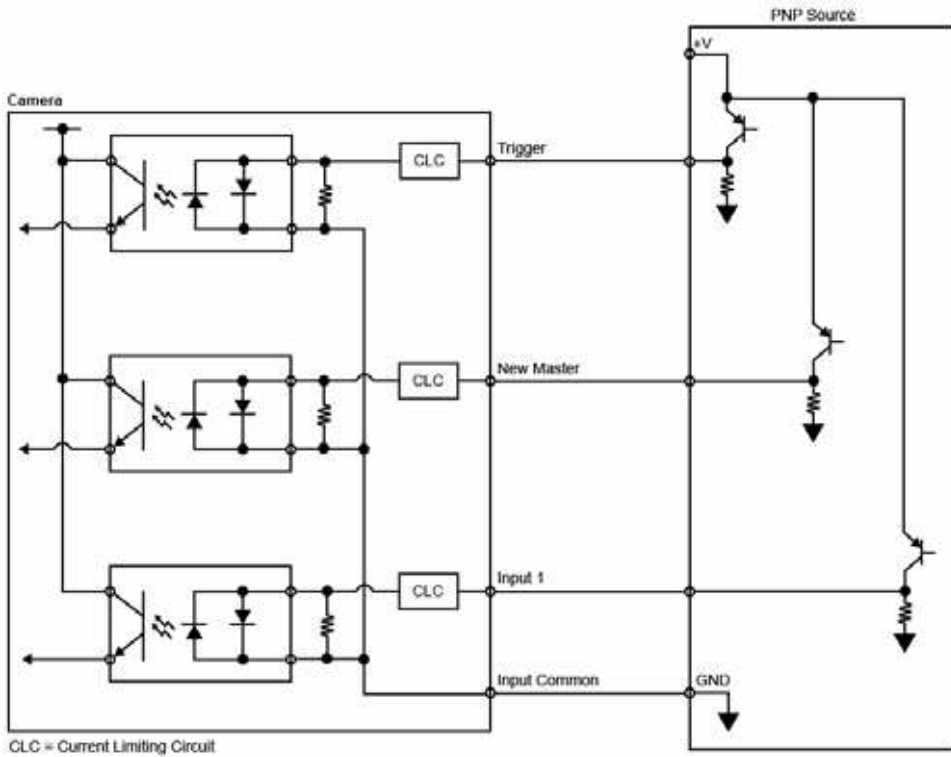 PNP Source
+V
Camera
CLC
Trigger
CLC
New Master
CLC
Input 1
Input Common
GND
CLC = Current Limiting Circuit